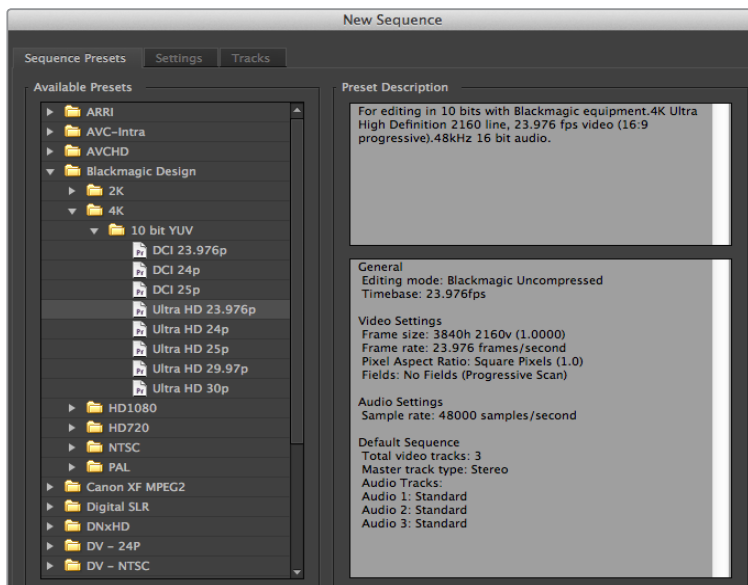 New Sequence
Sequence Presets
Settings
Tracks
Available Presets
ARRI
AVC-Intra
AVCHD
Blackmagic Design
2K
4K
10 bit YUV
DCI 23.976p
DCI 24p
DCI 25p
Ultra HD 23.976p
Ultra HD 24p
Ultra HD 25p
Ultra HD 29.97p
Ultra HD 30p
HD1080
HD720
NTSC
PAL
Canon XF MPEG2
Digital SLR
DNxHD
DV – 24P
DV – NTSC
Preset Description
For editing in 10 bits with Blackmagic equipment.4K Ultra
High Definition 2160 line, 23.976 fps video (16:9
progressive).48kHz 16 bit audio.
General
Editing mode: Blackmagic Uncompressed
Timebase: 23.976fps
Video Settings
Frame size: 3840h 2160v (1.0000)
Frame rate: 23.976 frames/second
Pixel Aspect Ratio: Square Pixels (1.0)
Fields: No Fields (Progressive Scan)
Audio Settings
Sample rate: 48000 samples/second
Default Sequence
Total video tracks: 3
Master track type: Stereo
Audio Tracks:
Audio 1: Standard
Audio 2: Standard
Audio 3: Standard